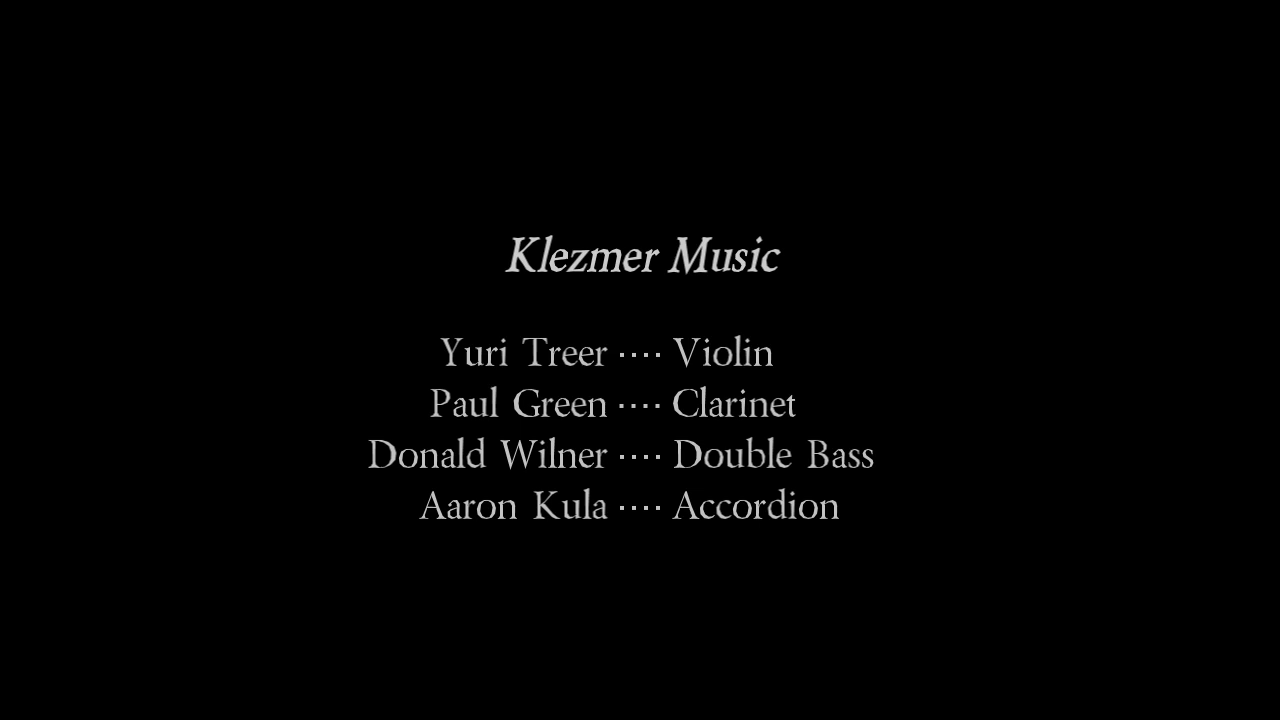 Klezmer Music
Yuri Treer .... Violin
Paul Green .... Clarinet
Donald Wilner .... Double Bass
Aaron Kula .... Accordion